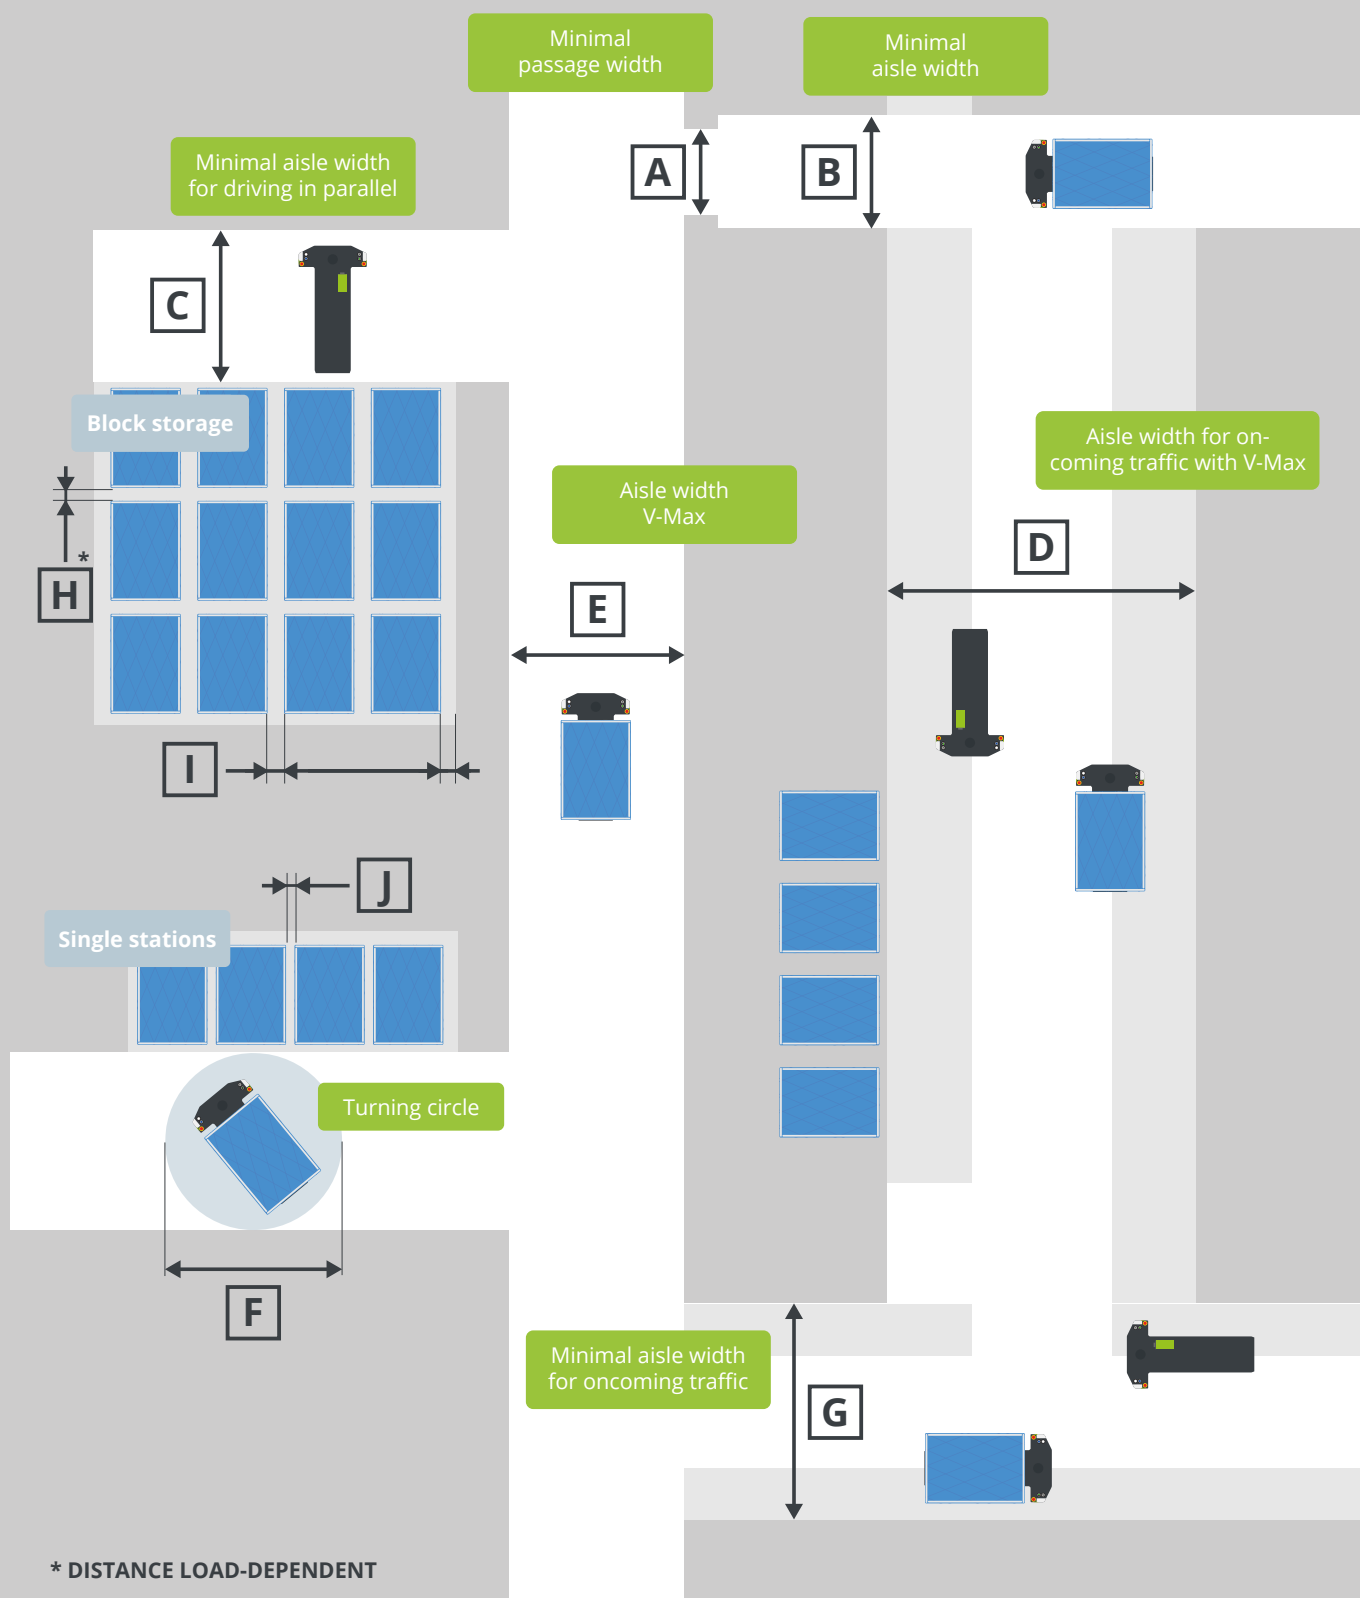 Minimal
passage width
Minimal
aisle width
Minimal aisle width
for driving in parallel
A
B
C
Block storage
Aisle width for on-
coming traffic with V-Max
Aisle width
V-Max
D
*
H
E
I
J
Single stations
Turning circle
F
Minimal aisle width
for oncoming traffic
G
* DISTANCE LOAD-DEPENDENT